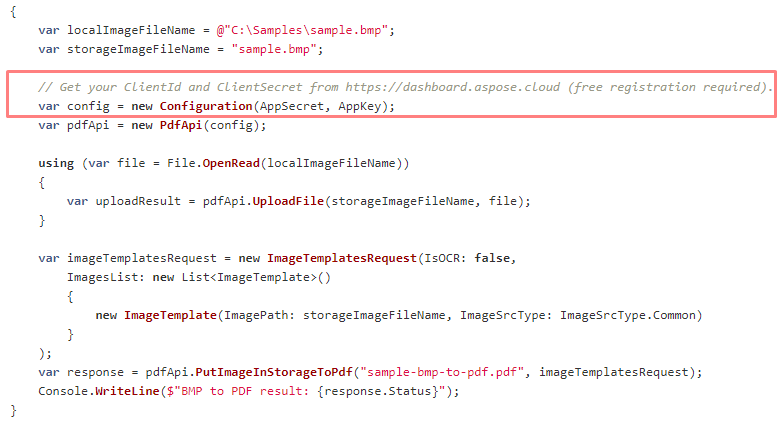 {
    var localImageFileName = @"C:\Samples\sample.bmp";
    var storageImageFileName = "sample.bmp";

    // Get your ClientId and ClientSecret from https://dashboard.aspose.cloud (free registration required).
    var config = new Configuration(AppSecret, AppKey);
    var pdfApi = new PdfApi(config);

    using (var file = File.OpenRead(localImageFileName))
    {
        var uploadResult = pdfApi.UploadFile(storageImageFileName, file);
    }

    var imageTemplatesRequest = new ImageTemplatesRequest(IsOCR: false,
        ImagesList: new List<ImageTemplate>()
        {
            new ImageTemplate(ImagePath: storageImageFileName, ImageSrcType: ImageSrcType.Common)
        }
    );
    var response = pdfApi.PutImageInStorageToPdf("sample-bmp-to-pdf.pdf", imageTemplatesRequest);
    Console.WriteLine($"BMP to PDF result: {response.Status}");
}